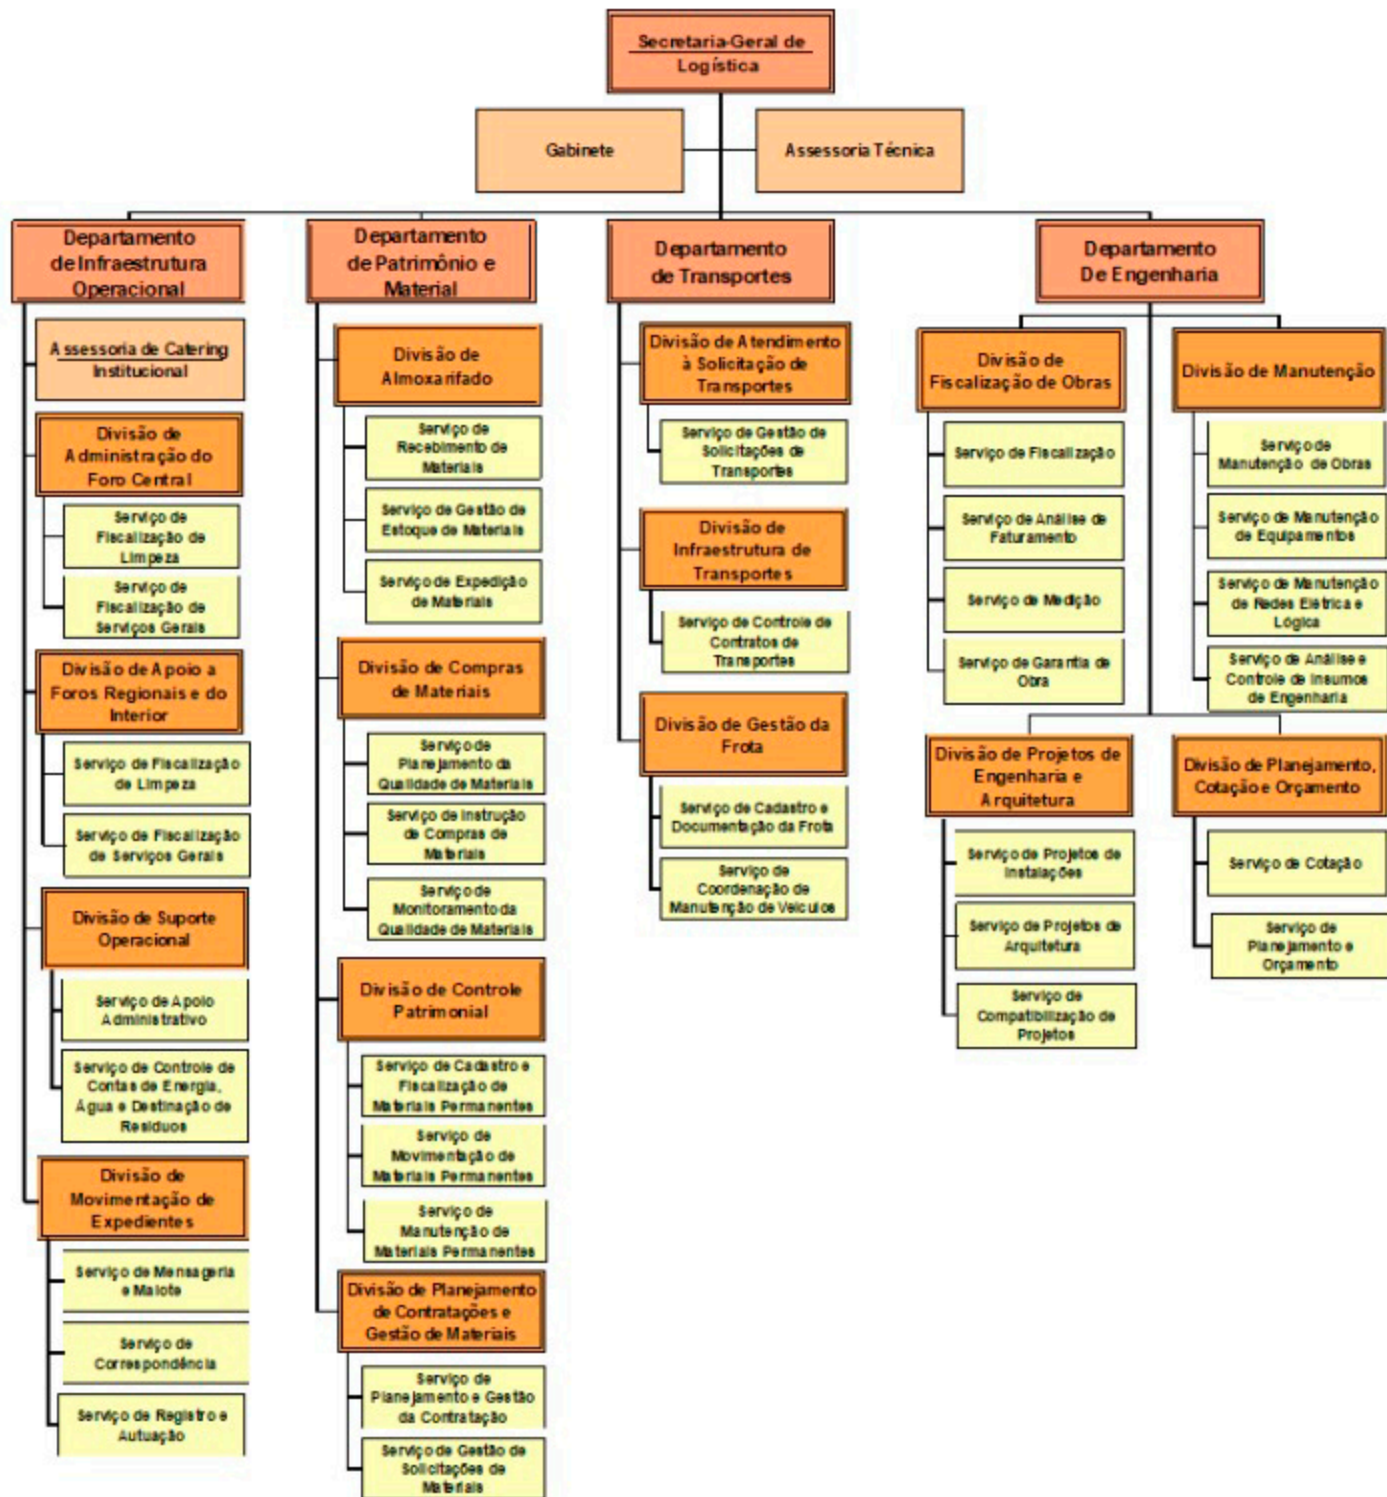 Secretaria-Geral de
Logística
Gabinete
Assessoria Técnica
Departamento
de Infraestrutura
Operacional
Assessoria de Catering
Institucional
Divisão de
Administração do
Foro Central
Serviço de
Fiscalização de
Limpeza
Serviço de
Fiscalização de
Serviços Gerais
Divisão de Apoio a
Foros Regionais e do
Interior
Serviço de Fiscalização
de Limpeza
Serviço de Fiscalização
de Serviços Gerais
Divisão de Suporte
Operacional
Serviço de Apoio
Administrativo
Serviço de Controle de
Contas de Energia,
Água e Destinação de
Resíduos
Divisão de
Movimentação de
Expedientes
Serviço de Mensageria
e Malote
Serviço de
Correspondência
Serviço de Registro e
Autuação
Departamento
de Patrimônio e
Material
Divisão de
Almoxarifado
Serviço de
Recebimento de
Materiais
Serviço de Gestão de
Estoque de Materiais
Serviço de Expedição
de Materiais
Divisão de Compras
de Materiais
Serviço de
Planejamento da
Qualidade de Materiais
Serviço de Instrução
de Compras de
Materiais
Serviço de
Monitoramento da
Qualidade de Materiais
Divisão de Controle
Patrimonial
Serviço de Cadastro e
Fiscalização de
Materiais Permanentes
Serviço de
Movimentação de
Materiais Permanentes
Serviço de
Manutenção de
Materiais Permanentes
Divisão de Planejamento
de Contratações e
Gestão de Materiais
Serviço de
Planejamento e Gestão
da Contratação
Serviço de Gestão de
Solicitações de
Materiais
Departamento
de Transportes
Divisão de Atendimento
à Solicitação de
Transportes
Serviço de Gestão de
Solicitações de
Transportes
Divisão de
Infraestrutura de
Transportes
Serviço de Controle de
Contratos de
Transportes
Divisão de Gestão da
Frota
Serviço de Cadastro e
Documentação da Frota
Serviço de
Coordenação de
Manutenção de Veículos
Departamento
De Engenharia
Divisão de
Fiscalização de Obras
Serviço de Fiscalização
Serviço de Análise de
Faturamento
Serviço de Medição
Serviço de Garantia de
Obra
Divisão de Manutenção
Serviço de
Manutenção de Obras
Serviço de Manutenção
de Equipamentos
Serviço de Manutenção
de Redes Elétrica e
Lógica
Serviço de Análise e
Controle de Insumos
de Engenharia
Divisão de Projetos de
Engenharia e
Arquitetura
Serviço de Projetos de
Instalações
Serviço de Projetos de
Arquitetura
Serviço de
Compatibilização de
Projetos
Divisão de Planejamento,
Cotação e Orçamento
Serviço de Cotação
Serviço de
Planejamento e
Orçamento